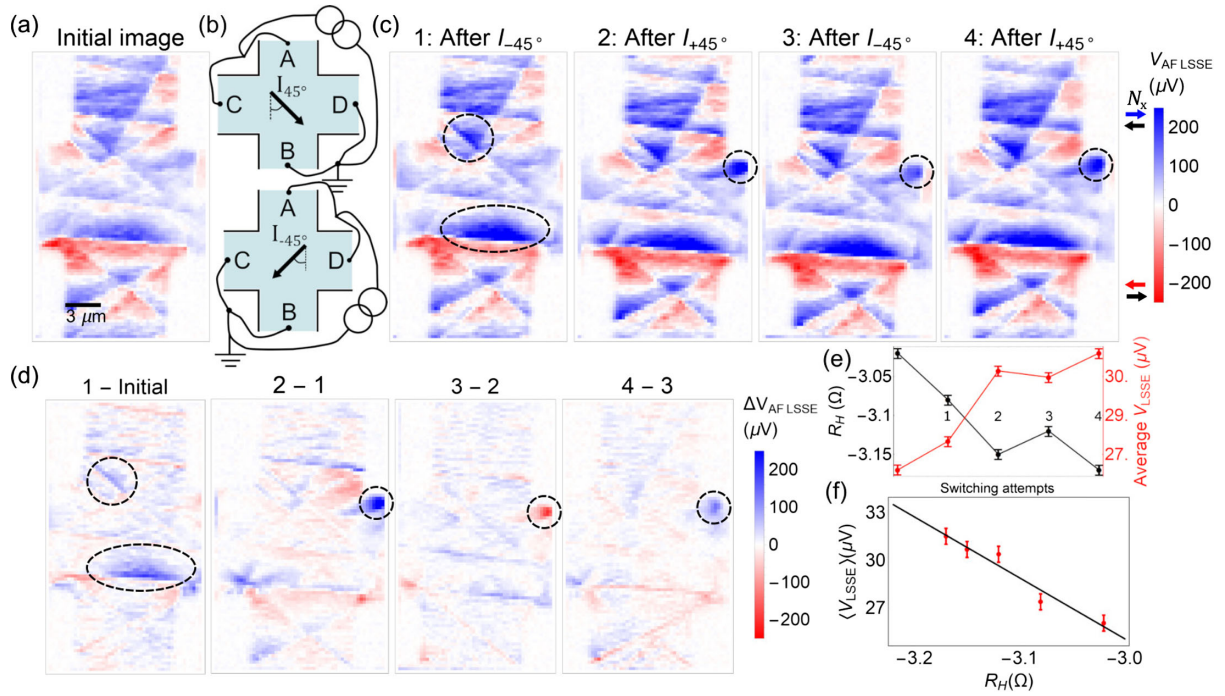 (a)
Initial image
3 μm
(b)
A
I45°
C
D
B
A
I-45°
C
D
B
(c)
1: After I−45°
2: After I+45°
3: After I−45°
4: After I+45°
VAF LSSE
(μV)
Nx
200
100
0
−100
−200
(d)
1 – Initial
2 – 1
3 – 2
4 – 3
ΔVAF LSSE
(μV)
200
100
0
−100
−200
(e)
RH (Ω)
−3.05
−3.1
−3.15
1
2
3
4
30.
29.
27.
Average VLSSE (μV)
Switching attempts
(f)
⟨VLSSE⟩(μV)
33
30
27
−3.2
−3.1
−3.0
RH(Ω)